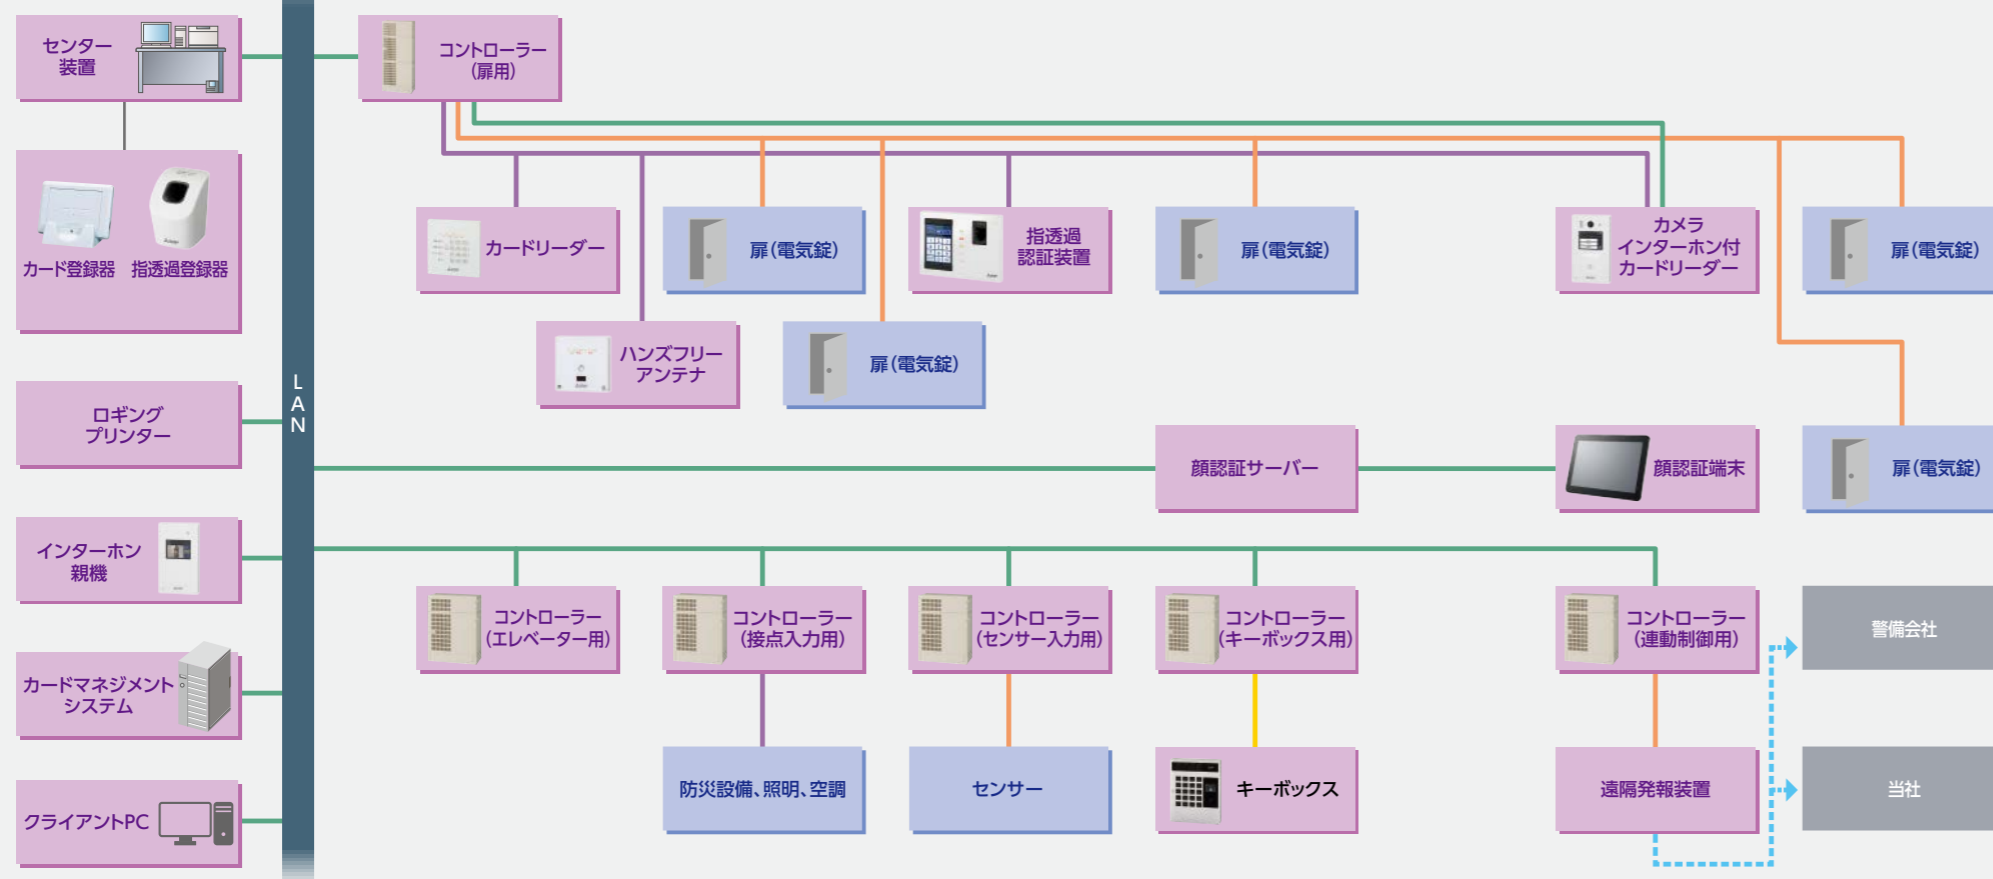 センター
装置
コントローラー
(扉用)
カード登録器
指透過登録器
カードリーダー
扉(電気錠)
指透過
認証装置
扉(電気錠)
カメラ
インターホン付
カードリーダー
扉(電気錠)
ハンズフリー
アンテナ
扉(電気錠)
LAN
ロギング
プリンター
顔認証サーバー
顔認証端末
扉(電気錠)
インターホン
親機
コントローラー
(エレベーター用)
コントローラー
(接点入力用)
コントローラー
(センサー入力用)
コントローラー
(キーボックス用)
コントローラー
(連動制御用)
警備会社
カードマネジメント
システム
防災設備、照明、空調
センサー
キーボックス
遠隔発報装置
当社
クライアントPC